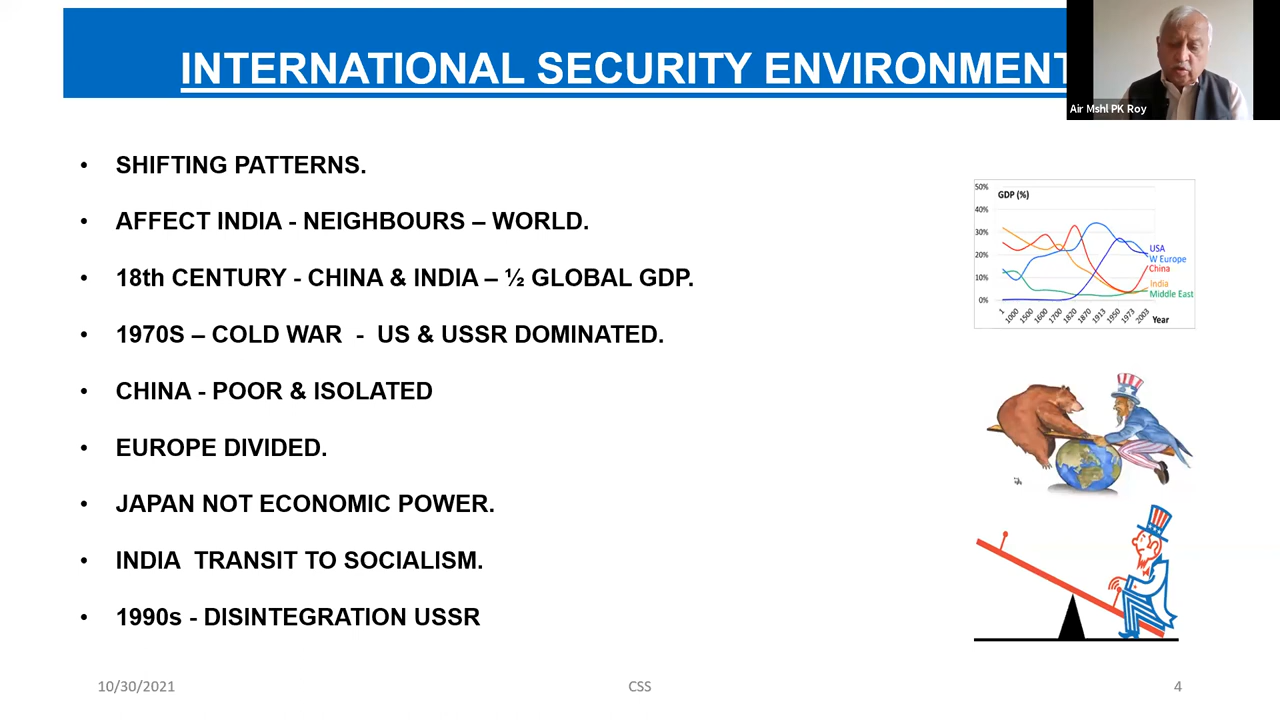 INTERNATIONAL SECURITY ENVIRONMENT
Air Mshl PK Roy
• SHIFTING PATTERNS.
• AFFECT INDIA - NEIGHBOURS – WORLD.
• 18th CENTURY - CHINA & INDIA – ½ GLOBAL GDP.
• 1970S – COLD WAR - US & USSR DOMINATED.
• CHINA - POOR & ISOLATED
• EUROPE DIVIDED.
• JAPAN NOT ECONOMIC POWER.
• INDIA TRANSIT TO SOCIALISM.
• 1990s - DISINTEGRATION USSR
GDP (%)
50%
40%
30%
20%
10%
0%
USA
W Europe
China
India
Middle East
1 1000 1500 1600 1700 1820 1870 1913 1950 1973 2003
Year
10/30/2021 CSS 4